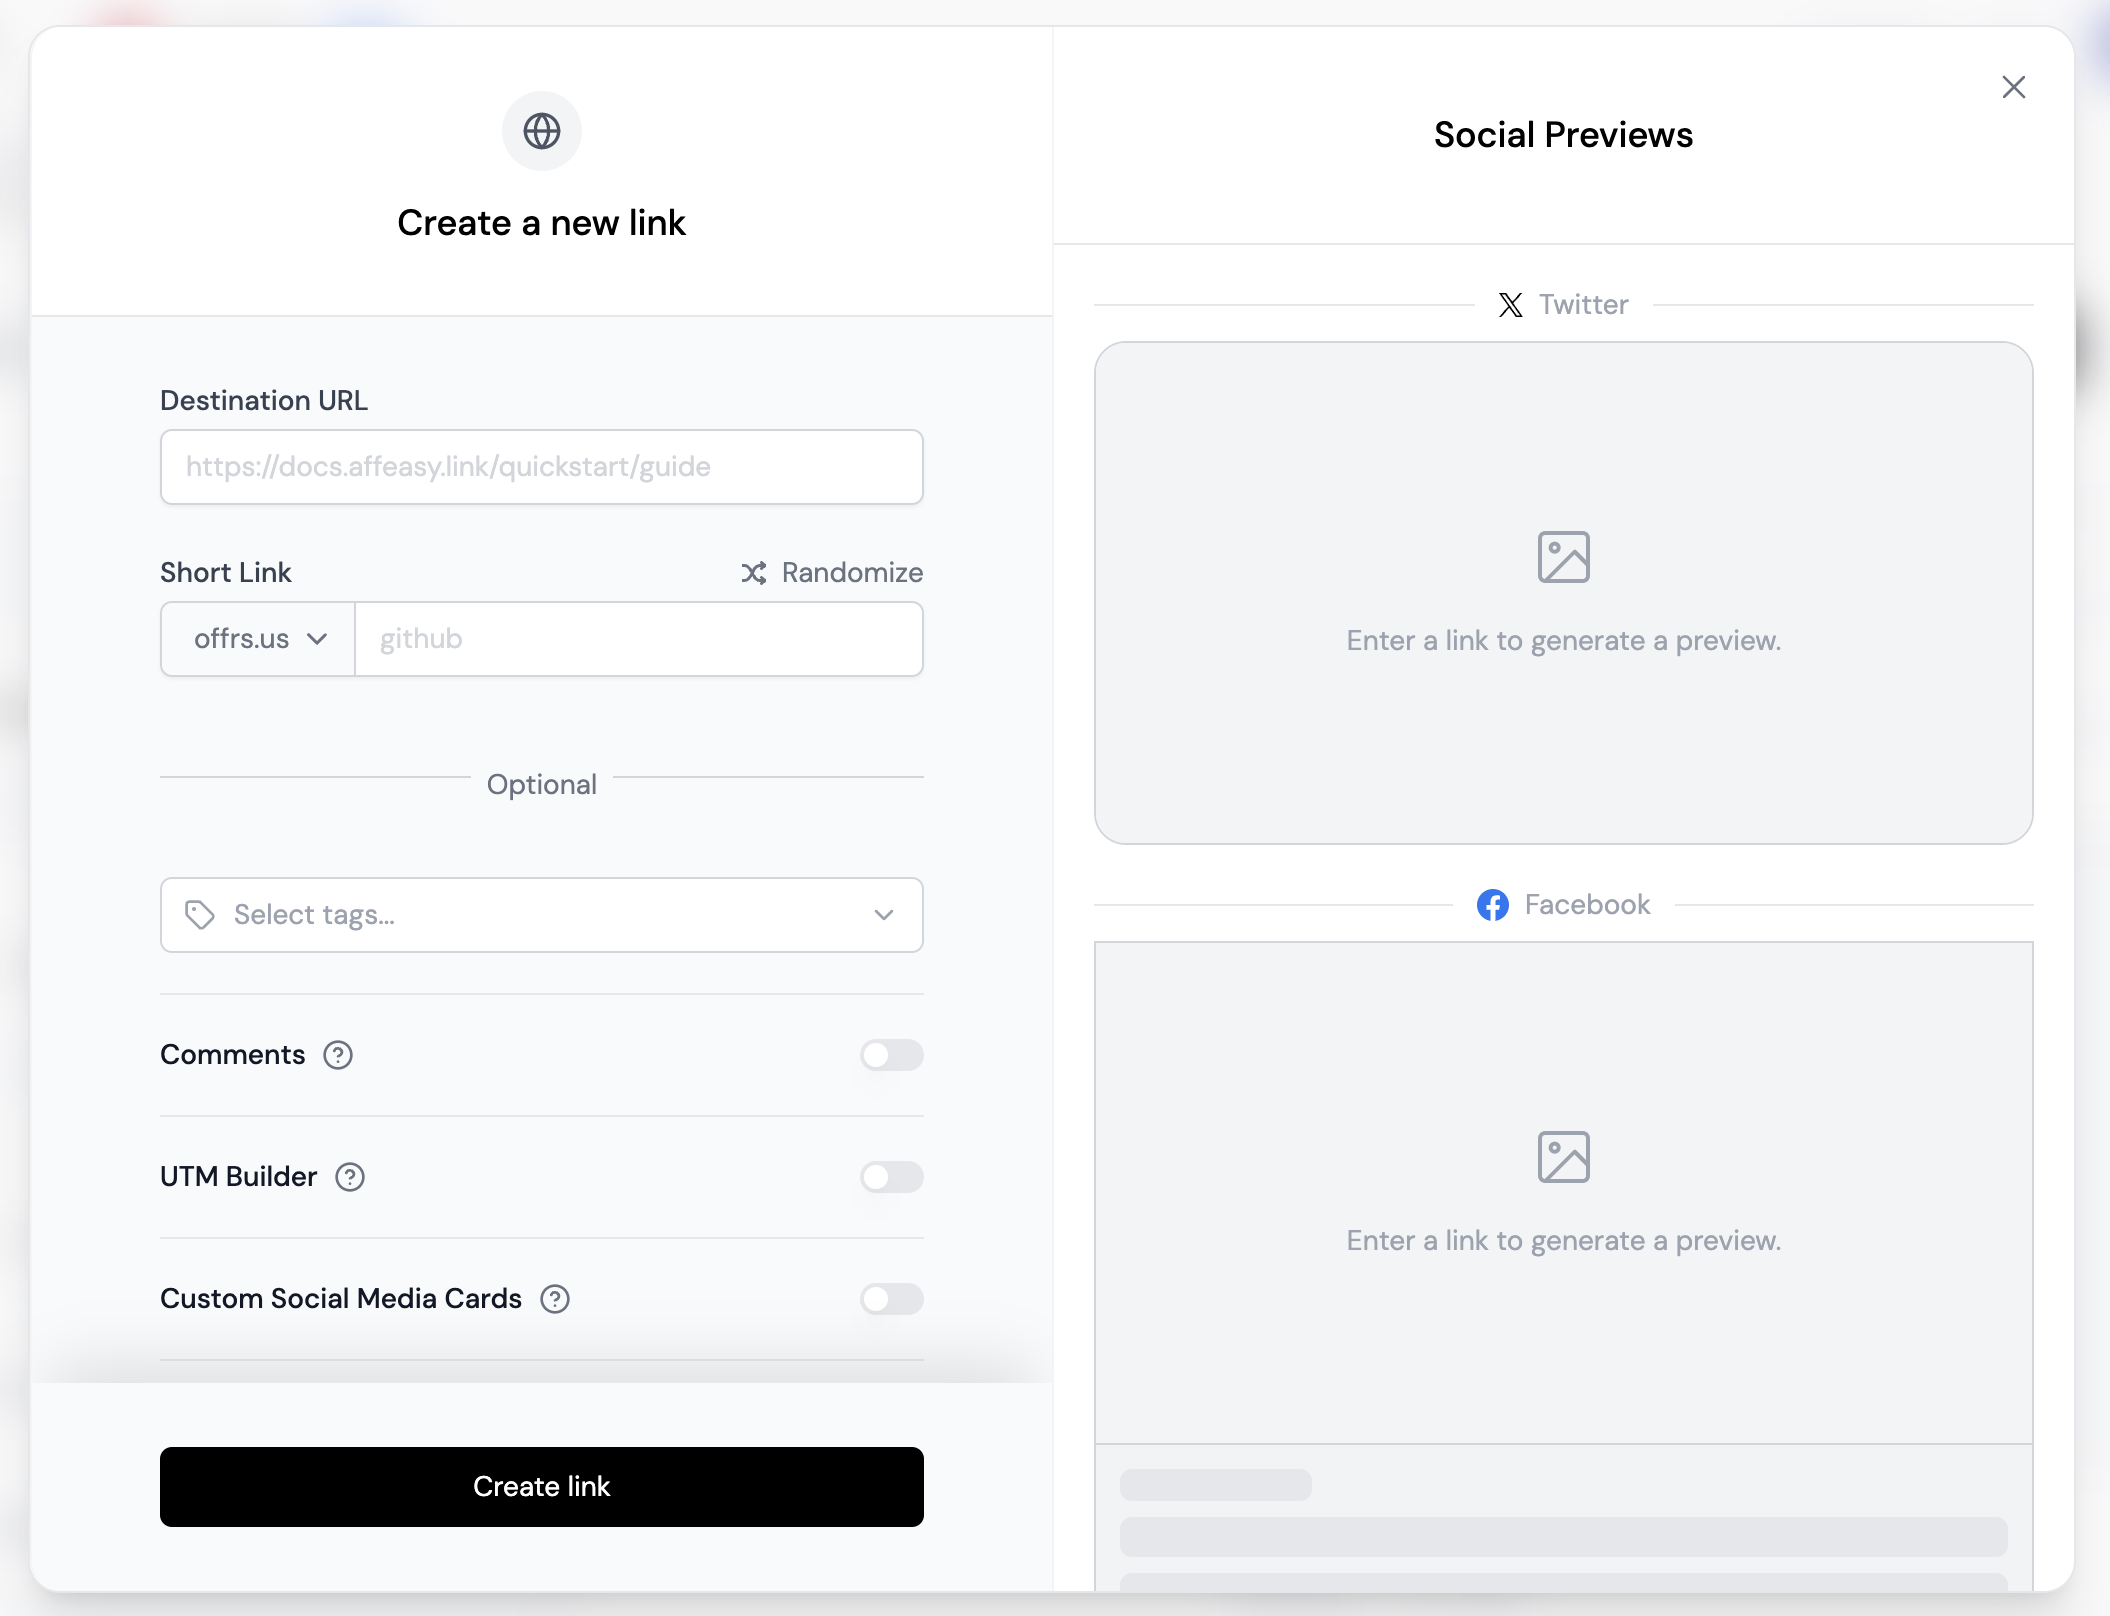 Create a new link
Destination URL
https://docs.affeasy.link/quickstart/guide
Short Link
Randomize
offrs.us
github
Optional
Select tags...
Comments
UTM Builder
Custom Social Media Cards
Create link
Social Previews
Twitter
Enter a link to generate a preview.
Facebook
Enter a link to generate a preview.